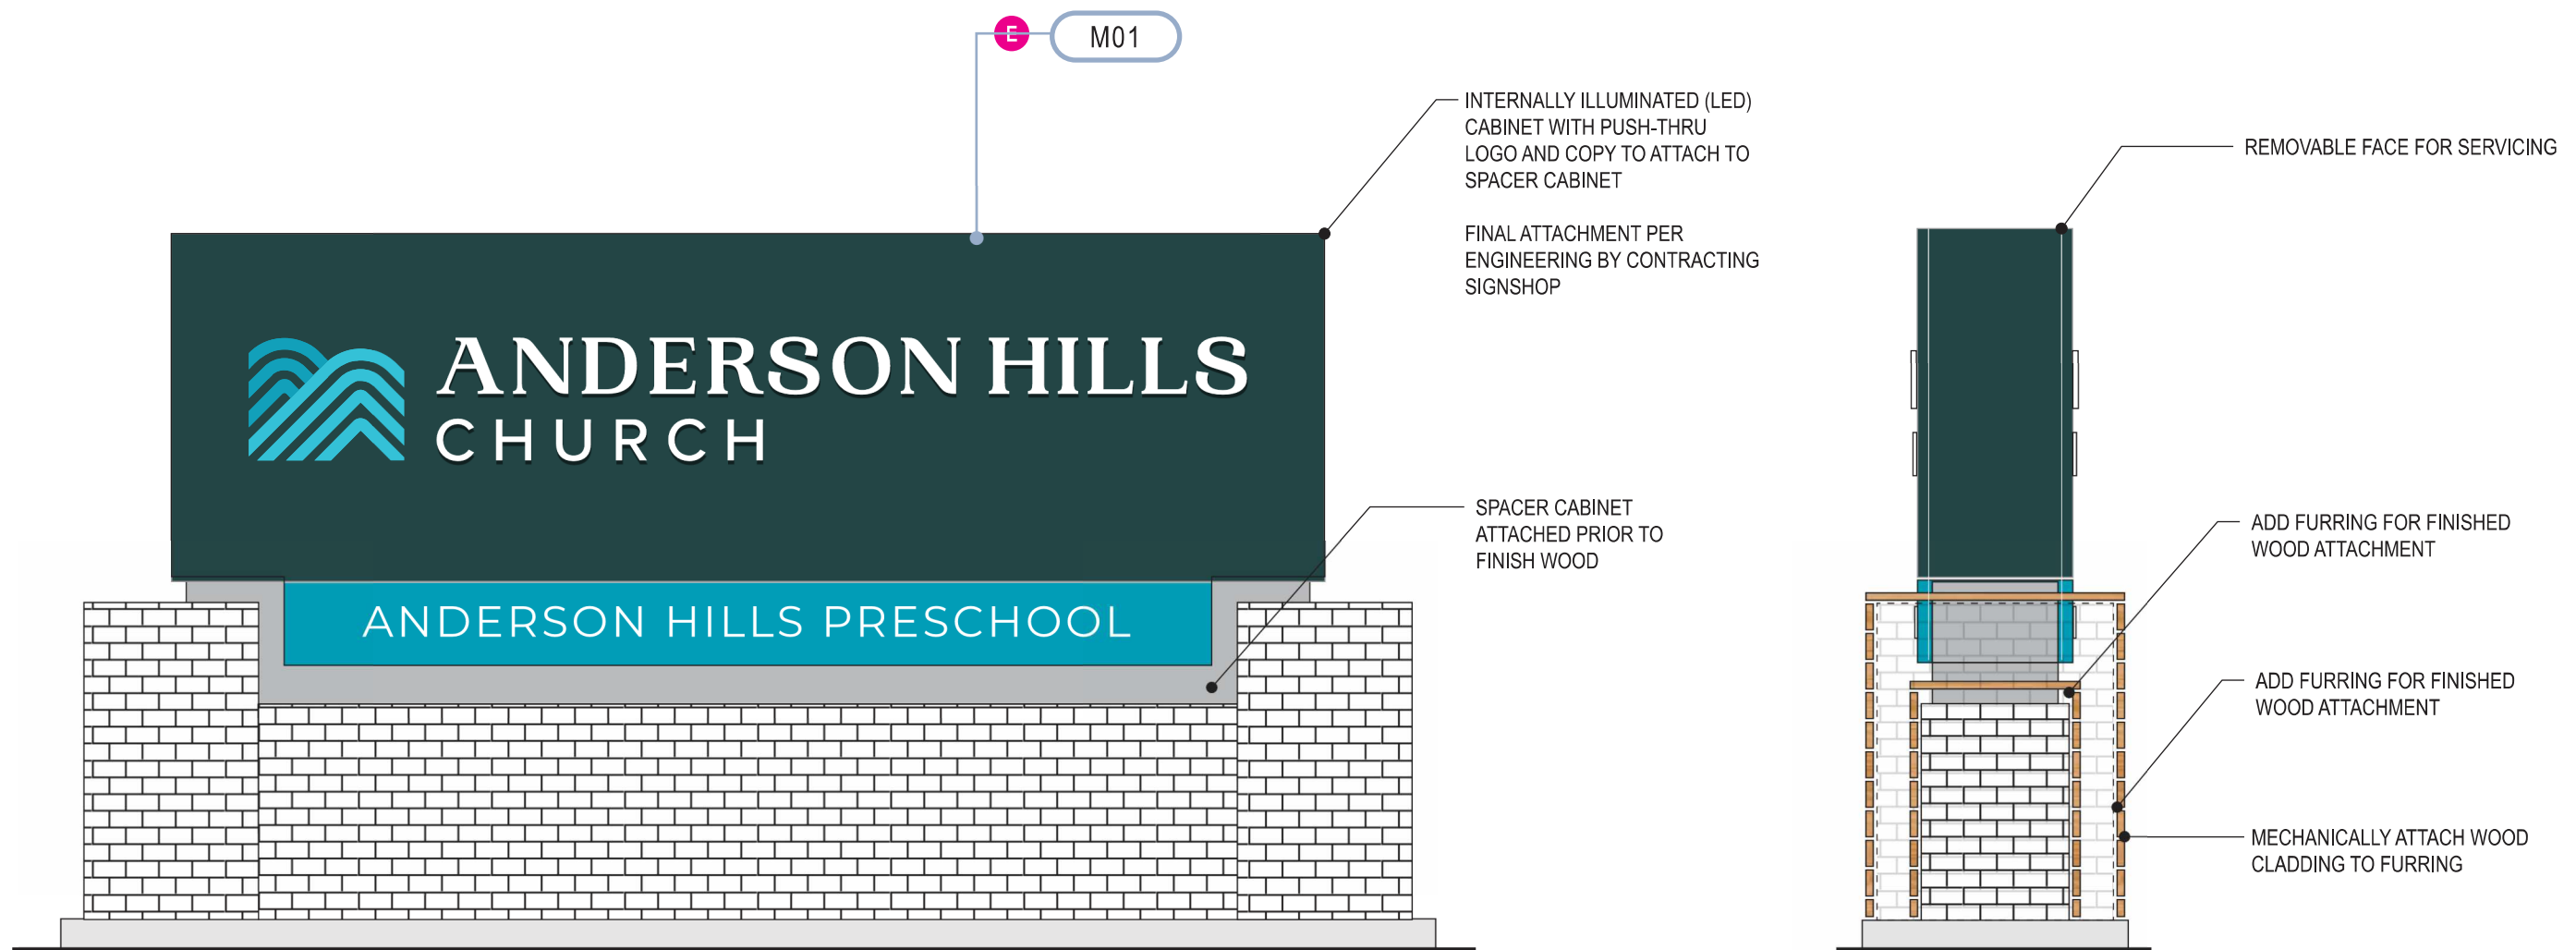 E
M01
INTERNALLY ILLUMINATED (LED)
CABINET WITH PUSH-THRU
LOGO AND COPY TO ATTACH TO
SPACER CABINET
FINAL ATTACHMENT PER
ENGINEERING BY CONTRACTING
SIGNSHOP
REMOVABLE FACE FOR SERVICING
ANDERSON HILLS
CHURCH
SPACER CABINET
ATTACHED PRIOR TO
FINISH WOOD
ADD FURRING FOR FINISHED
WOOD ATTACHMENT
ANDERSON HILLS PRESCHOOL
ADD FURRING FOR FINISHED
WOOD ATTACHMENT
MECHANICALLY ATTACH WOOD
CLADDING TO FURRING